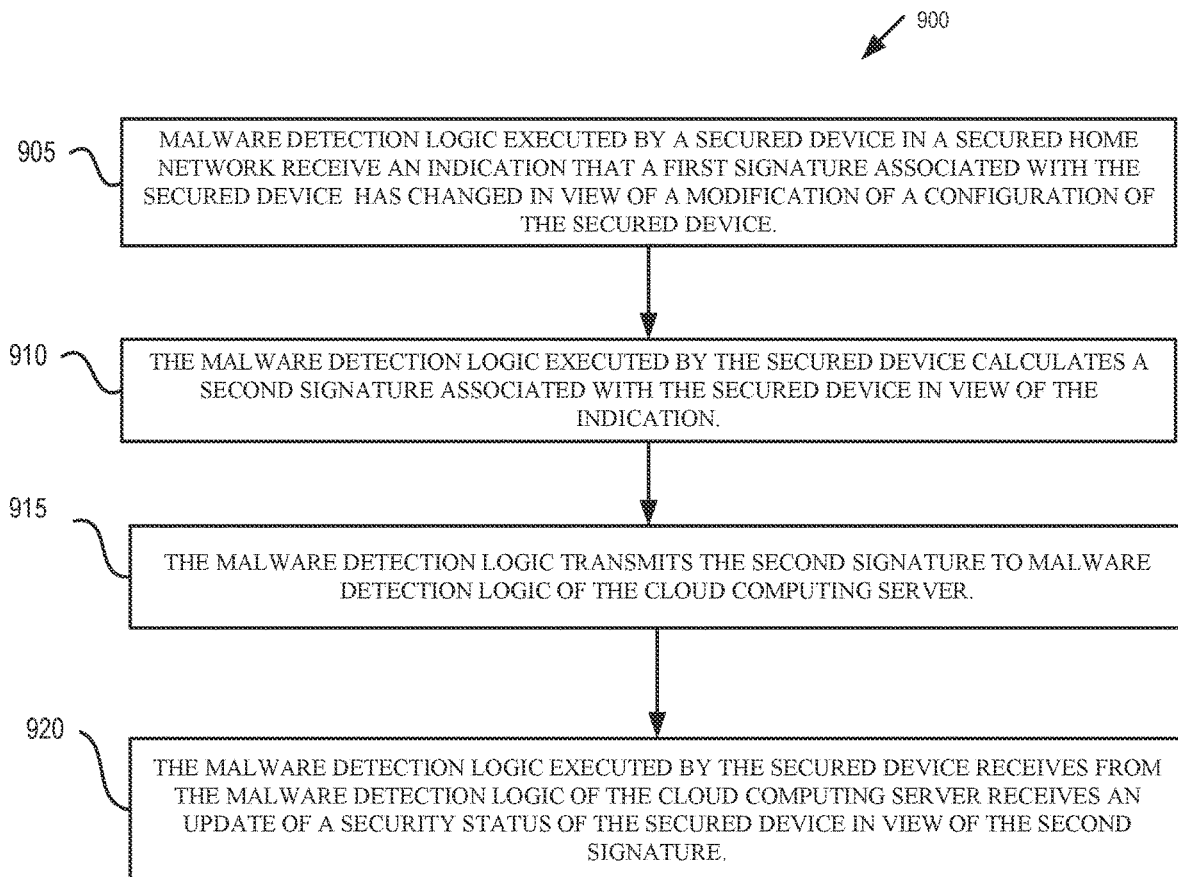 900
905
MALWARE DETECTION LOGIC EXECUTED BY A SECURED DEVICE IN A SECURED HOME
NETWORK RECEIVE AN INDICATION THAT A FIRST SIGNATURE ASSOCIATED WITH THE
SECURED DEVICE HAS CHANGED IN VIEW OF A MODIFICATION OF A CONFIGURATION OF
THE SECURED DEVICE.
910
THE MALWARE DETECTION LOGIC EXECUTED BY THE SECURED DEVICE CALCULATES A
SECOND SIGNATURE ASSOCIATED WITH THE SECURED DEVICE IN VIEW OF THE
INDICATION.
915
THE MALWARE DETECTION LOGIC TRANSMITS THE SECOND SIGNATURE TO MALWARE
DETECTION LOGIC OF THE CLOUD COMPUTING SERVER.
920
THE MALWARE DETECTION LOGIC EXECUTED BY THE SECURED DEVICE RECEIVES FROM
THE MALWARE DETECTION LOGIC OF THE CLOUD COMPUTING SERVER RECEIVES AN
UPDATE OF A SECURITY STATUS OF THE SECURED DEVICE IN VIEW OF THE SECOND
SIGNATURE.